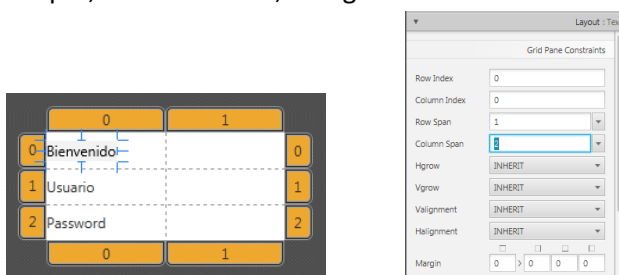 Layout : Tex
Grid Pane Constraints
Row Index 0
Column Index 0
Row Span 1
Column Span 2
Hgrow INHERIT
Vgrow INHERIT
Valignment INHERIT
Halignment INHERIT
Margin 0 > 0 0 0
0 1
0 Bienvenido 0
1 Usuario 1
2 Password 2
0 1